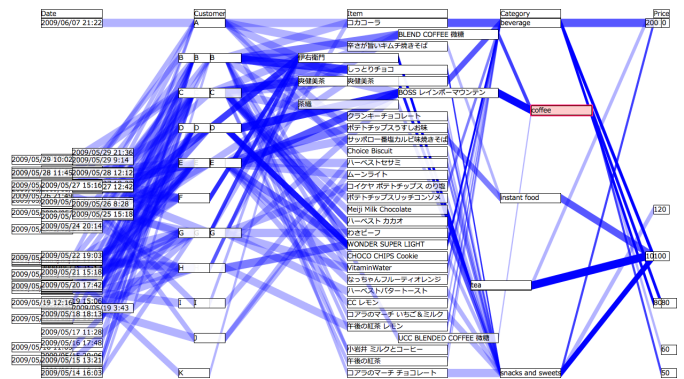 Date
Customer
Item
Category
Price
2009/06/07 21:22
A
コカコーラ
beverage
200
0
BLEND COFFEE 微糖
辛さが旨いキムチ焼きそば
B
B
B
伊右衛門
しっとりチョコ
爽健美茶
爽健美茶
C
C
BOSS レインボーマウンテン
茶織
coffee
クランキーチョコレート
D
D
D
ポテトチップスうすしお味
サッポロ一番塩カルビ味焼きそば
2009/05/29 21:36
Choice Biscuit
2009/05/29 10:02
2009/05/29 9:14
E
E
ハーベストセサミ
2009/05/28 11:45
2009/05/28 12:12
ムーンライト
2009/05/27 15:16
27 12:42
コイケヤ ポテトチップス のり塩
F
ポテトチップスリッチコンソメ
instant food
2009/05/26 8:28
Meiji Milk Chocolate
120
2009/05/25 15:18
ハーベスト カカオ
2009/05/24 20:14
G
G
わさビーフ
WONDER SUPER LIGHT
2009/05/22 19:03
CHOCO CHIPS Cookie
100
2009/05/21 15:18
H
VitaminWater
なっちゃんフルーティオレンジ
2009/05/20 17:42
tea
ハーベストバタートースト
2009/05/19 12:16
15:06
I
I
CC レモン
80
80
2009/05/19 3:43
2009/05/18 18:13
コアラのマーチ いちご＆ミルク
午後の紅茶 レモン
2009/05/17 11:28
J
UCC BLENDED COFFEE 微糖
2009/05/16 17:48
小岩井 ミルクとコーヒー
60
2009/05/15 13:21
午後の紅茶
2009/05/14 16:03
K
コアラのマーチ チョコレート
snacks and sweets
50